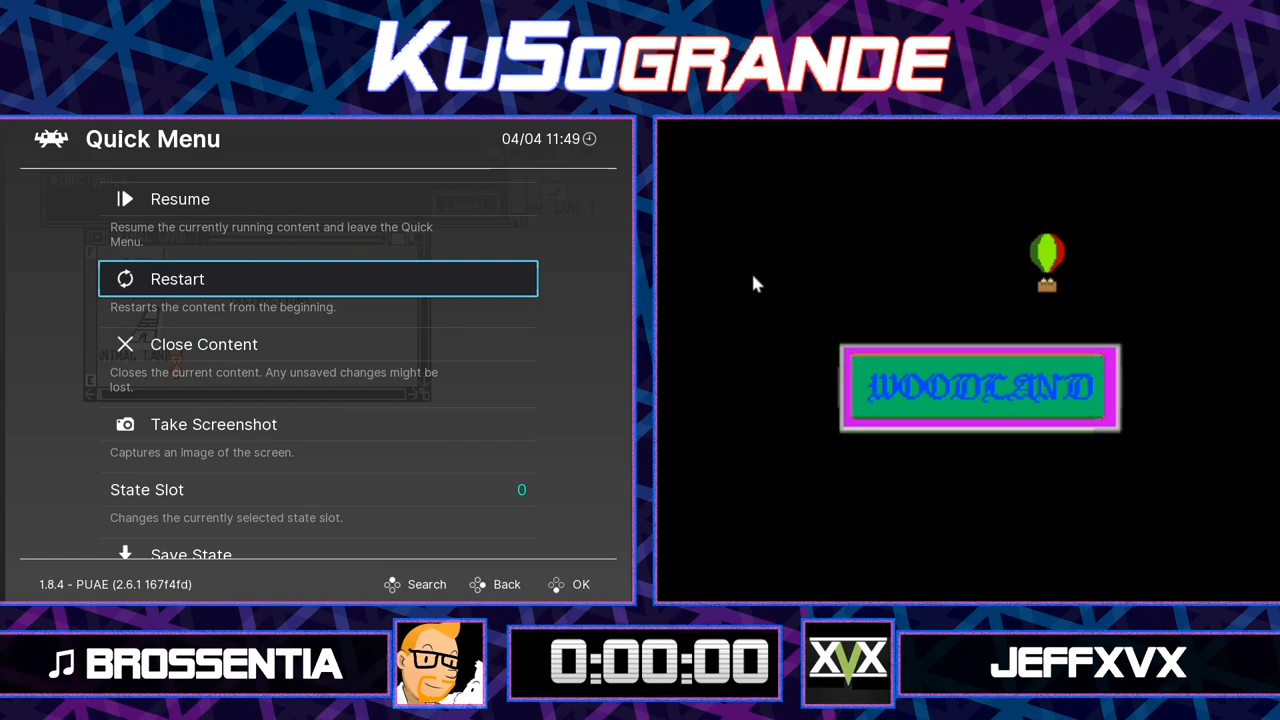 KUSOGRANDE
Quick Menu
04/04 11:49
Resume
Resume the currently running content and leave the Quick
Menu.
Restart
Restarts the content from the beginning.
Close Content
Closes the current content. Any unsaved changes might be
lost.
Take Screenshot
Captures an image of the screen.
State Slot
0
Changes the currently selected state slot.
Save State
1.8.4 - PUAE (2.6.1 167f4fd)
Search
Back
OK
WOODLAND
BROSSENTIA
0:00:00
XVX
JEFFXVX